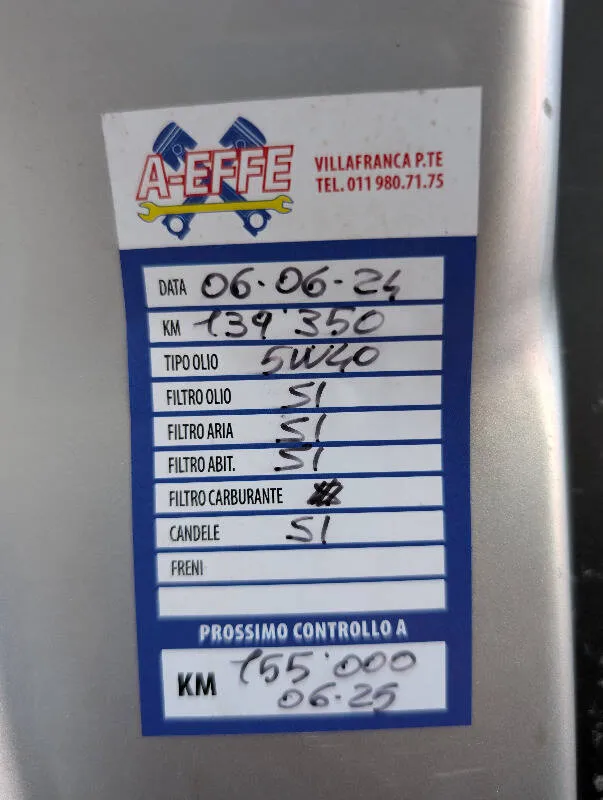 A-EFFE
VILLAFRANCA P.TE
TEL. 011 980.71.75
DATA 06.06-24
KM 139'350
TIPO OLIO 5W40
FILTRO OLIO SI
FILTRO ARIA SI
FILTRO ABIT. SI
FILTRO CARBURANTE
CANDELE SI
FRENI
PROSSIMO CONTROLLO A
KM 155'000
06-25